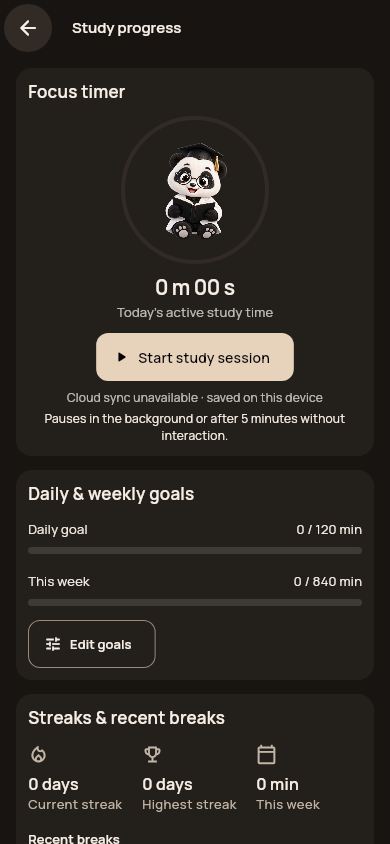 Study progress
Focus timer
0 m 00 s
Today's active study time
Start study session
Cloud sync unavailable · saved on this device
Pauses in the background or after 5 minutes without
interaction.
Daily & weekly goals
Daily goal 0 / 120 min
This week 0 / 840 min
Edit goals
Streaks & recent breaks
0 days 0 days 0 min
Current streak Highest streak This week
Recent breaks